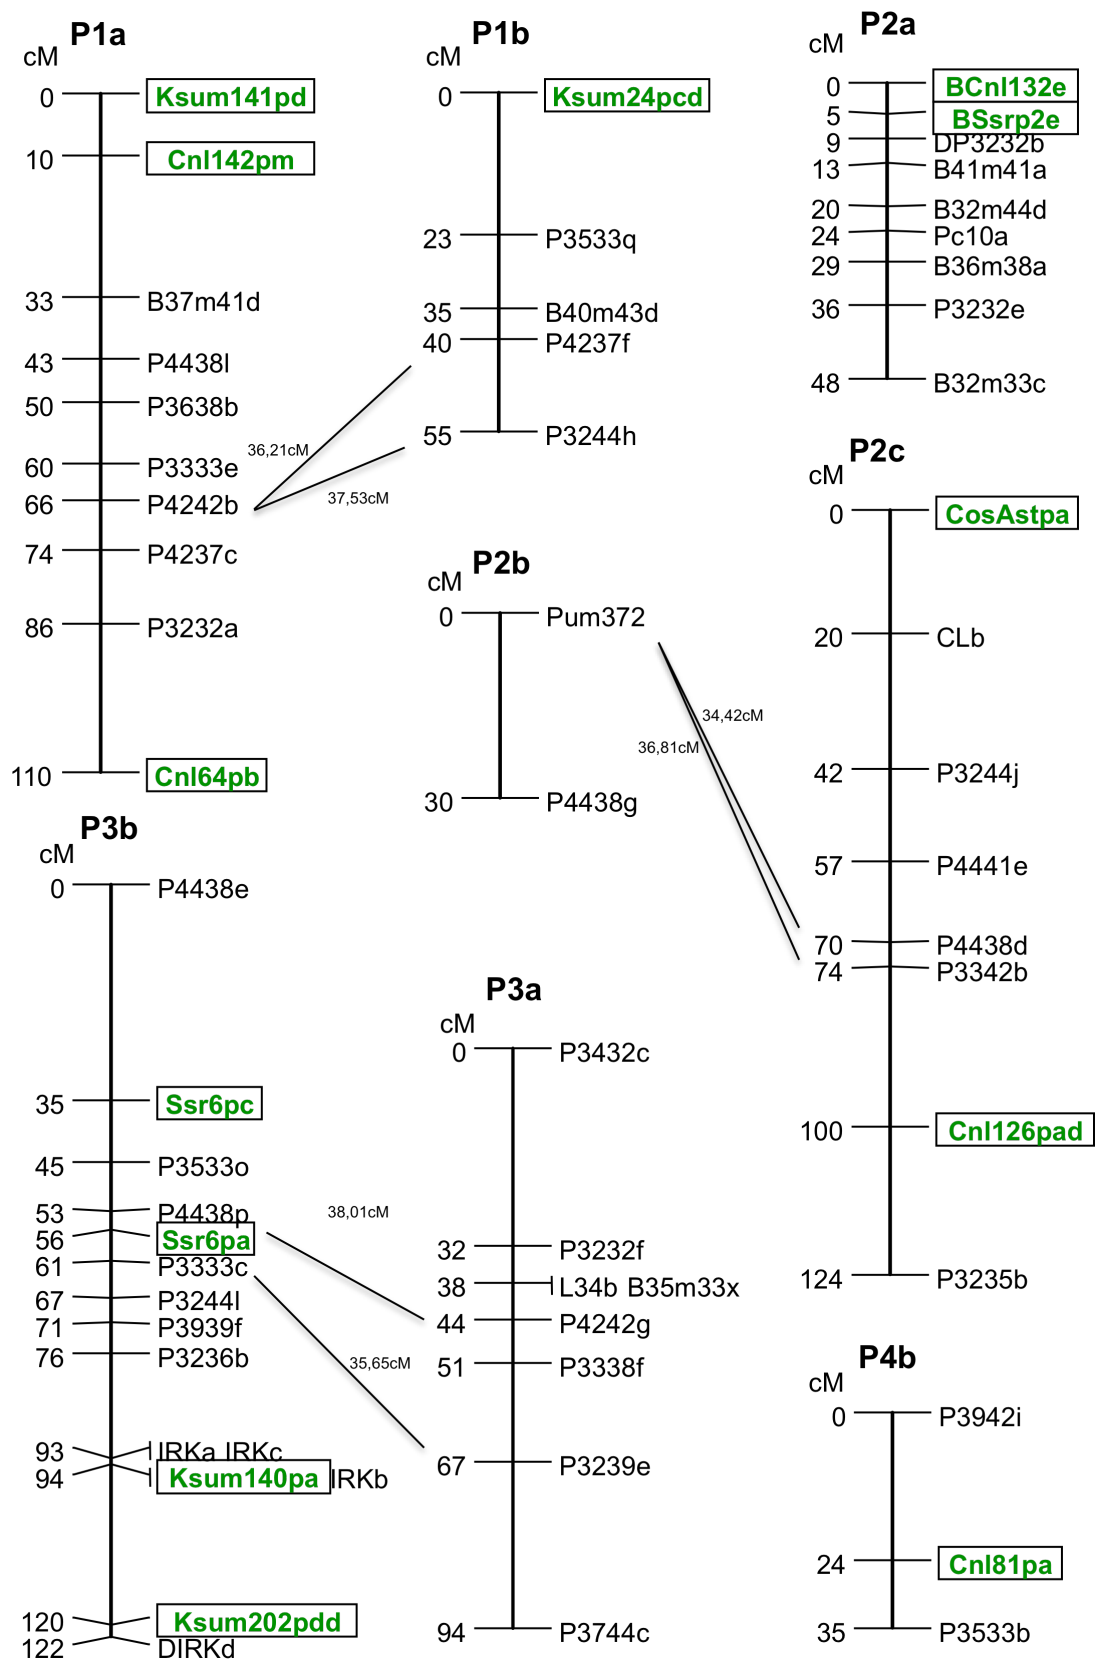 P1a
cM
0 Ksum141pd
10 Cnl142pm
33 B37m41d
43 P4438l
50 P3638b
60 P3333e
66 P4242b
74 P4237c
86 P3232a
110 Cnl64pb
36,21cM
37,53cM
P1b
cM
0 Ksum24pcd
23 P3533q
35 B40m43d
40 P4237f
55 P3244h
P2a
cM
0 BCnl132e
5 BSsrp2e
9 DP3232b
13 B41m41a
20 B32m44d
24 Pc10a
29 B36m38a
36 P3232e
48 B32m33c
P2b
cM
0 Pum372
30 P4438g
34,42cM
36,81cM
P2c
cM
0 CosAstpa
20 CLb
42 P3244j
57 P4441e
70 P4438d
74 P3342b
100 Cnl126pad
124 P3235b
P3b
cM
0 P4438e
35 Ssr6pc
45 P3533o
53 P4438p
56 Ssr6pa
61 P3333c
67 P3244l
71 P3939f
76 P3236b
93 IRKa IRKc
94 Ksum140pa IRKb
120 Ksum202pdd
122 DIRKd
38,01cM
35,65cM
P3a
cM
0 P3432c
32 P3232f
38 L34b B35m33x
44 P4242g
51 P3338f
67 P3239e
94 P3744c
P4b
cM
0 P3942i
24 Cnl81pa
35 P3533b